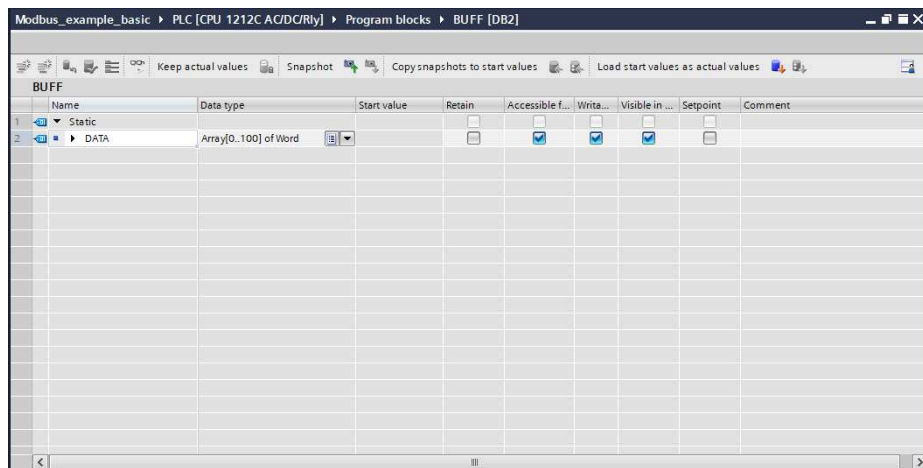 Modbus_example_basic ▸ PLC [CPU 1212C AC/DC/Rly] ▸ Program blocks ▸ BUFF [DB2]
Keep actual values Snapshot Copy snapshots to start values Load start values as actual values
BUFF
Name Data type Start value Retain Accessible f... Writa... Visible in ... Setpoint Comment
1 Static
2 DATA Array[0..100] of Word